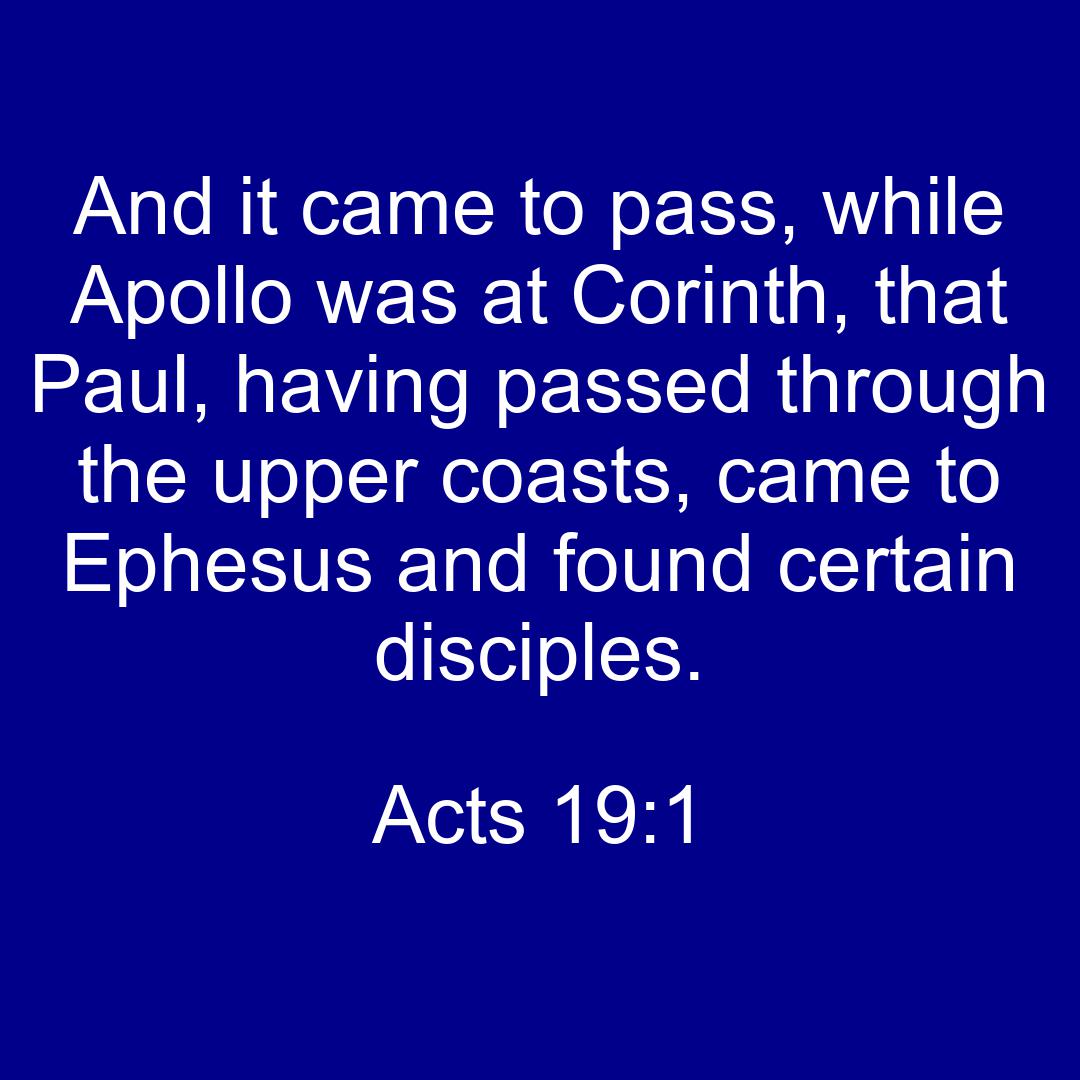 And it came to pass, while
Apollo was at Corinth, that
Paul, having passed through
the upper coasts, came to
Ephesus and found certain
disciples.
Acts 19:1